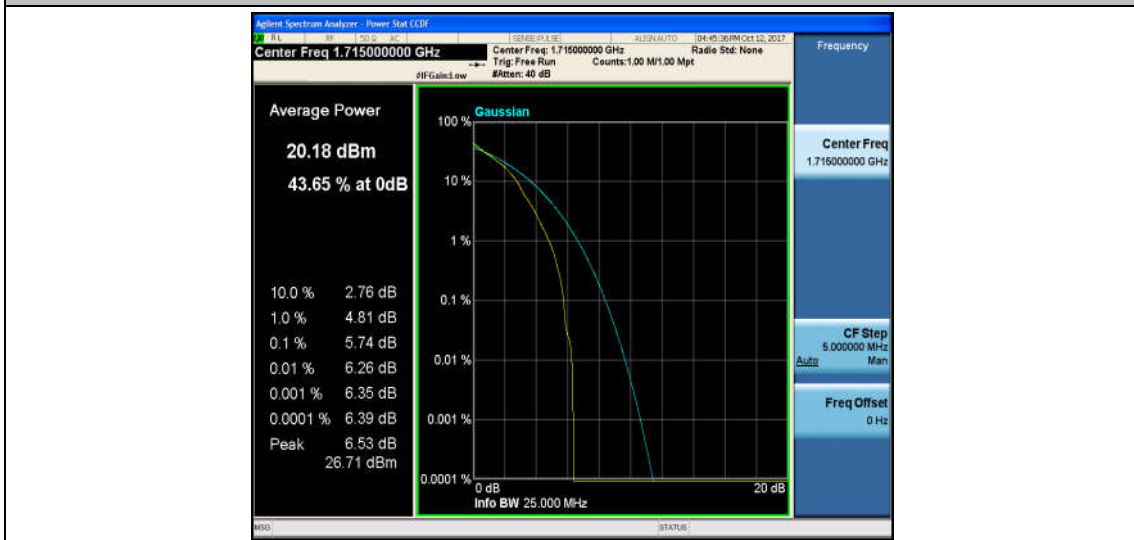 Agilent Spectrum Analyzer - Power Stat CCDF
RL RF 50 Ω AC SENSE:PULSE ALIGN AUTO 04:45:36 PM Oct 12, 2017
Center Freq 1.715000000 GHz
Center Freq: 1.715000000 GHz Radio Std: None
Trig: Free Run Counts:1.00 M/1.00 Mpt
#IFGain:Low #Atten: 40 dB
Frequency
Average Power
20.18 dBm
43.65 % at 0dB
10.0 % 2.76 dB
1.0 % 4.81 dB
0.1 % 5.74 dB
0.01 % 6.26 dB
0.001 % 6.35 dB
0.0001 % 6.39 dB
Peak 6.53 dB
26.71 dBm
Gaussian
100 %
10 %
1 %
0.1 %
0.01 %
0.001 %
0.0001 %
0 dB 20 dB
Info BW 25.000 MHz
Center Freq
1.715000000 GHz
CF Step
5.000000 MHz
Auto Man
Freq Offset
0 Hz
MSG STATUS